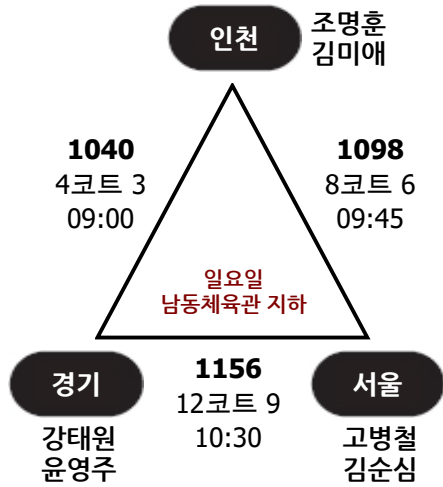 인천
조명훈
김미애
1040
4코트 3
09:00
1098
8코트 6
09:45
일요일
남동체육관 지하
경기
강태원
윤영주
1156
12코트 9
10:30
서울
고병철
김순심